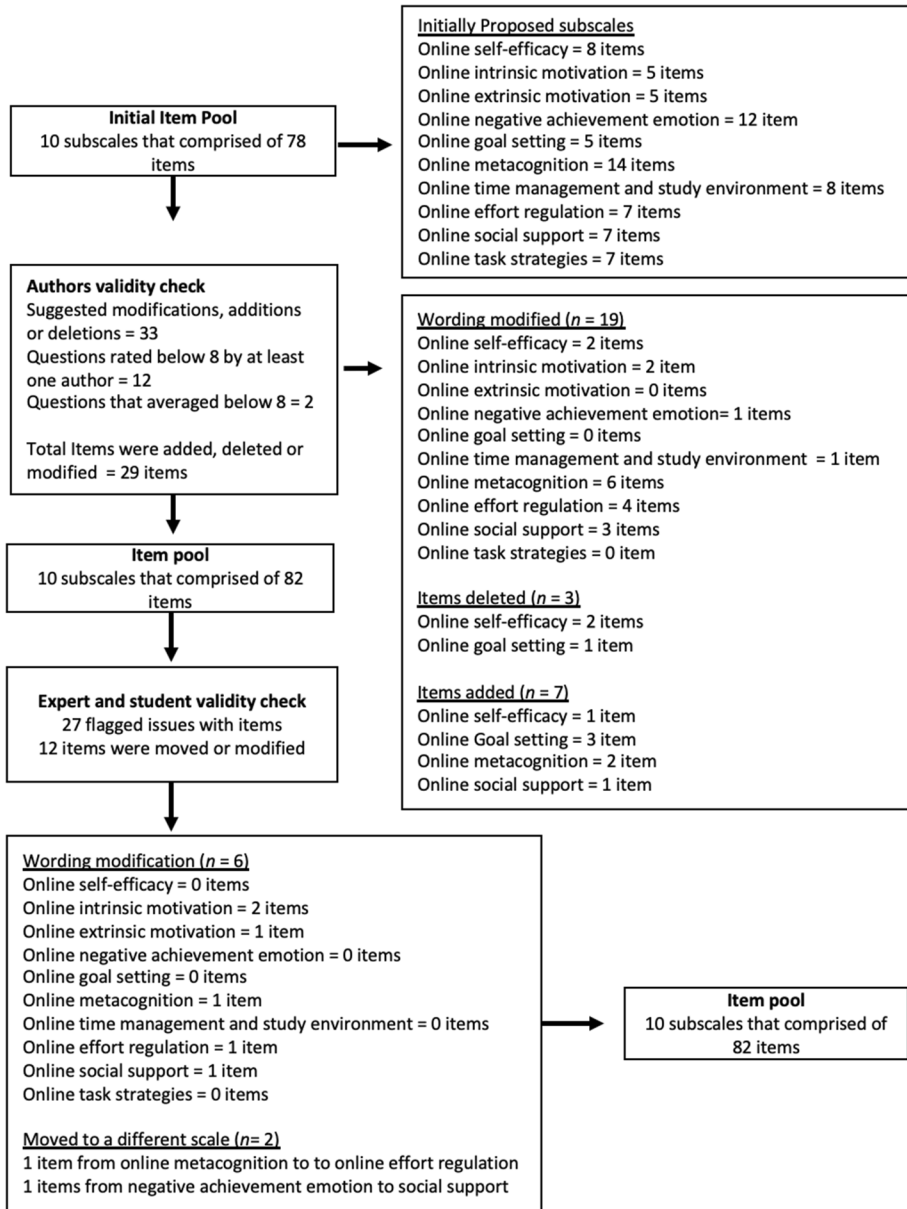 Initial Item Pool
10 subscales that comprised of 78
items
Initially Proposed subscales
Online self-efficacy = 8 items
Online intrinsic motivation = 5 items
Online extrinsic motivation = 5 items
Online negative achievement emotion = 12 item
Online goal setting = 5 items
Online metacognition = 14 items
Online time management and study environment = 8 items
Online effort regulation = 7 items
Online social support = 7 items
Online task strategies = 7 items
Authors validity check
Suggested modifications, additions
or deletions = 33
Questions rated below 8 by at least
one author = 12
Questions that averaged below 8 = 2
Total Items were added, deleted or
modified = 29 items
Wording modified (n = 19)
Online self-efficacy = 2 items
Online intrinsic motivation = 2 item
Online extrinsic motivation = 0 items
Online negative achievement emotion= 1 items
Online goal setting = 0 items
Online time management and study environment = 1 item
Online metacognition = 6 items
Online effort regulation = 4 items
Online social support = 3 items
Online task strategies = 0 item
Items deleted (n = 3)
Online self-efficacy = 2 items
Online goal setting = 1 item
Items added (n = 7)
Online self-efficacy = 1 item
Online Goal setting = 3 item
Online metacognition = 2 item
Online social support = 1 item
Item pool
10 subscales that comprised of 82
items
Expert and student validity check
27 flagged issues with items
12 items were moved or modified
Wording modification (n = 6)
Online self-efficacy = 0 items
Online intrinsic motivation = 2 items
Online extrinsic motivation = 1 item
Online negative achievement emotion = 0 items
Online goal setting = 0 items
Online metacognition = 1 item
Online time management and study environment = 0 items
Online effort regulation = 1 item
Online social support = 1 item
Online task strategies = 0 items
Moved to a different scale (n= 2)
1 item from online metacognition to to online effort regulation
1 items from negative achievement emotion to social support
Item pool
10 subscales that comprised of
82 items